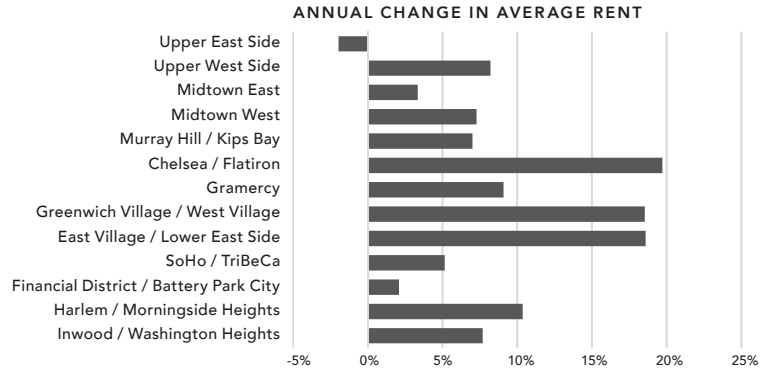 ANNUAL CHANGE IN AVERAGE RENT
Upper East Side
Upper West Side
Midtown East
Midtown West
Murray Hill / Kips Bay
Chelsea / Flatiron
Gramercy
Greenwich Village / West Village
East Village / Lower East Side
SoHo / TriBeCa
Financial District / Battery Park City
Harlem / Morningside Heights
Inwood / Washington Heights
-5% 0% 5% 10% 15% 20% 25%